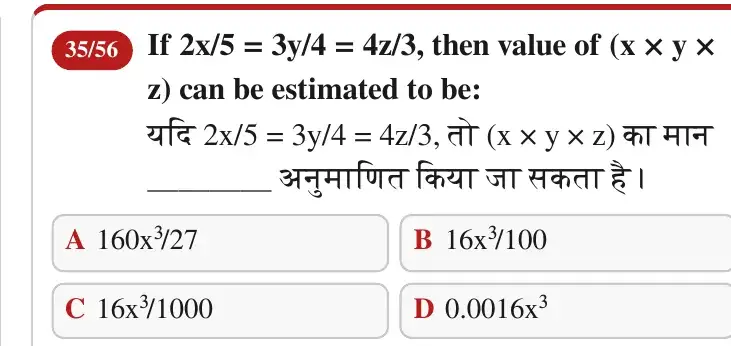 35/56 If 2x/5 = 3y/4 = 4z/3, then value of (x × y ×
z) can be estimated to be:
यदि 2x/5 = 3y/4 = 4z/3, तो (x × y × z) का मान
_________ अनुमाणित किया जा सकता है।
A 160x³/27
B 16x³/100
C 16x³/1000
D 0.0016x³